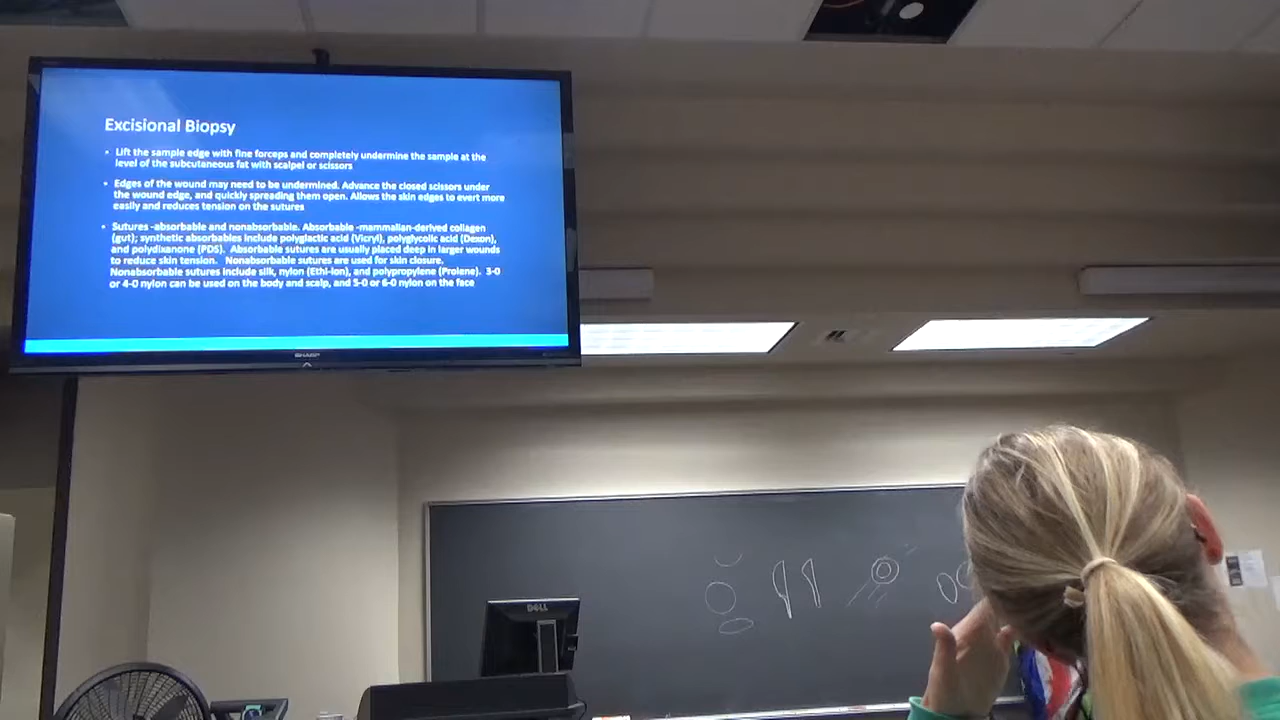 Excisional Biopsy
• Lift the sample edge with fine forceps and completely undermine the sample at the
level of the subcutaneous fat with scalpel or scissors
• Edges of the wound may need to be undermined. Advance the closed scissors under
the wound edge, and quickly spreading them open. Allows the skin edges to evert more
easily and reduces tension on the sutures
• Sutures -absorbable and nonabsorbable. Absorbable -mammalian-derived collagen
(gut); synthetic absorbables include polyglactic acid (Vicryl), polyglycolic acid (Dexon),
and polydixanone (PDS). Absorbable sutures are usually placed deep in larger wounds
to reduce skin tension. Nonabsorbable sutures are used for skin closure.
Nonabsorbable sutures include silk, nylon (Ethi-lon), and polypropylene (Prolene). 3-0
or 4-0 nylon can be used on the body and scalp, and 5-0 or 6-0 nylon on the face
SHARP
DELL